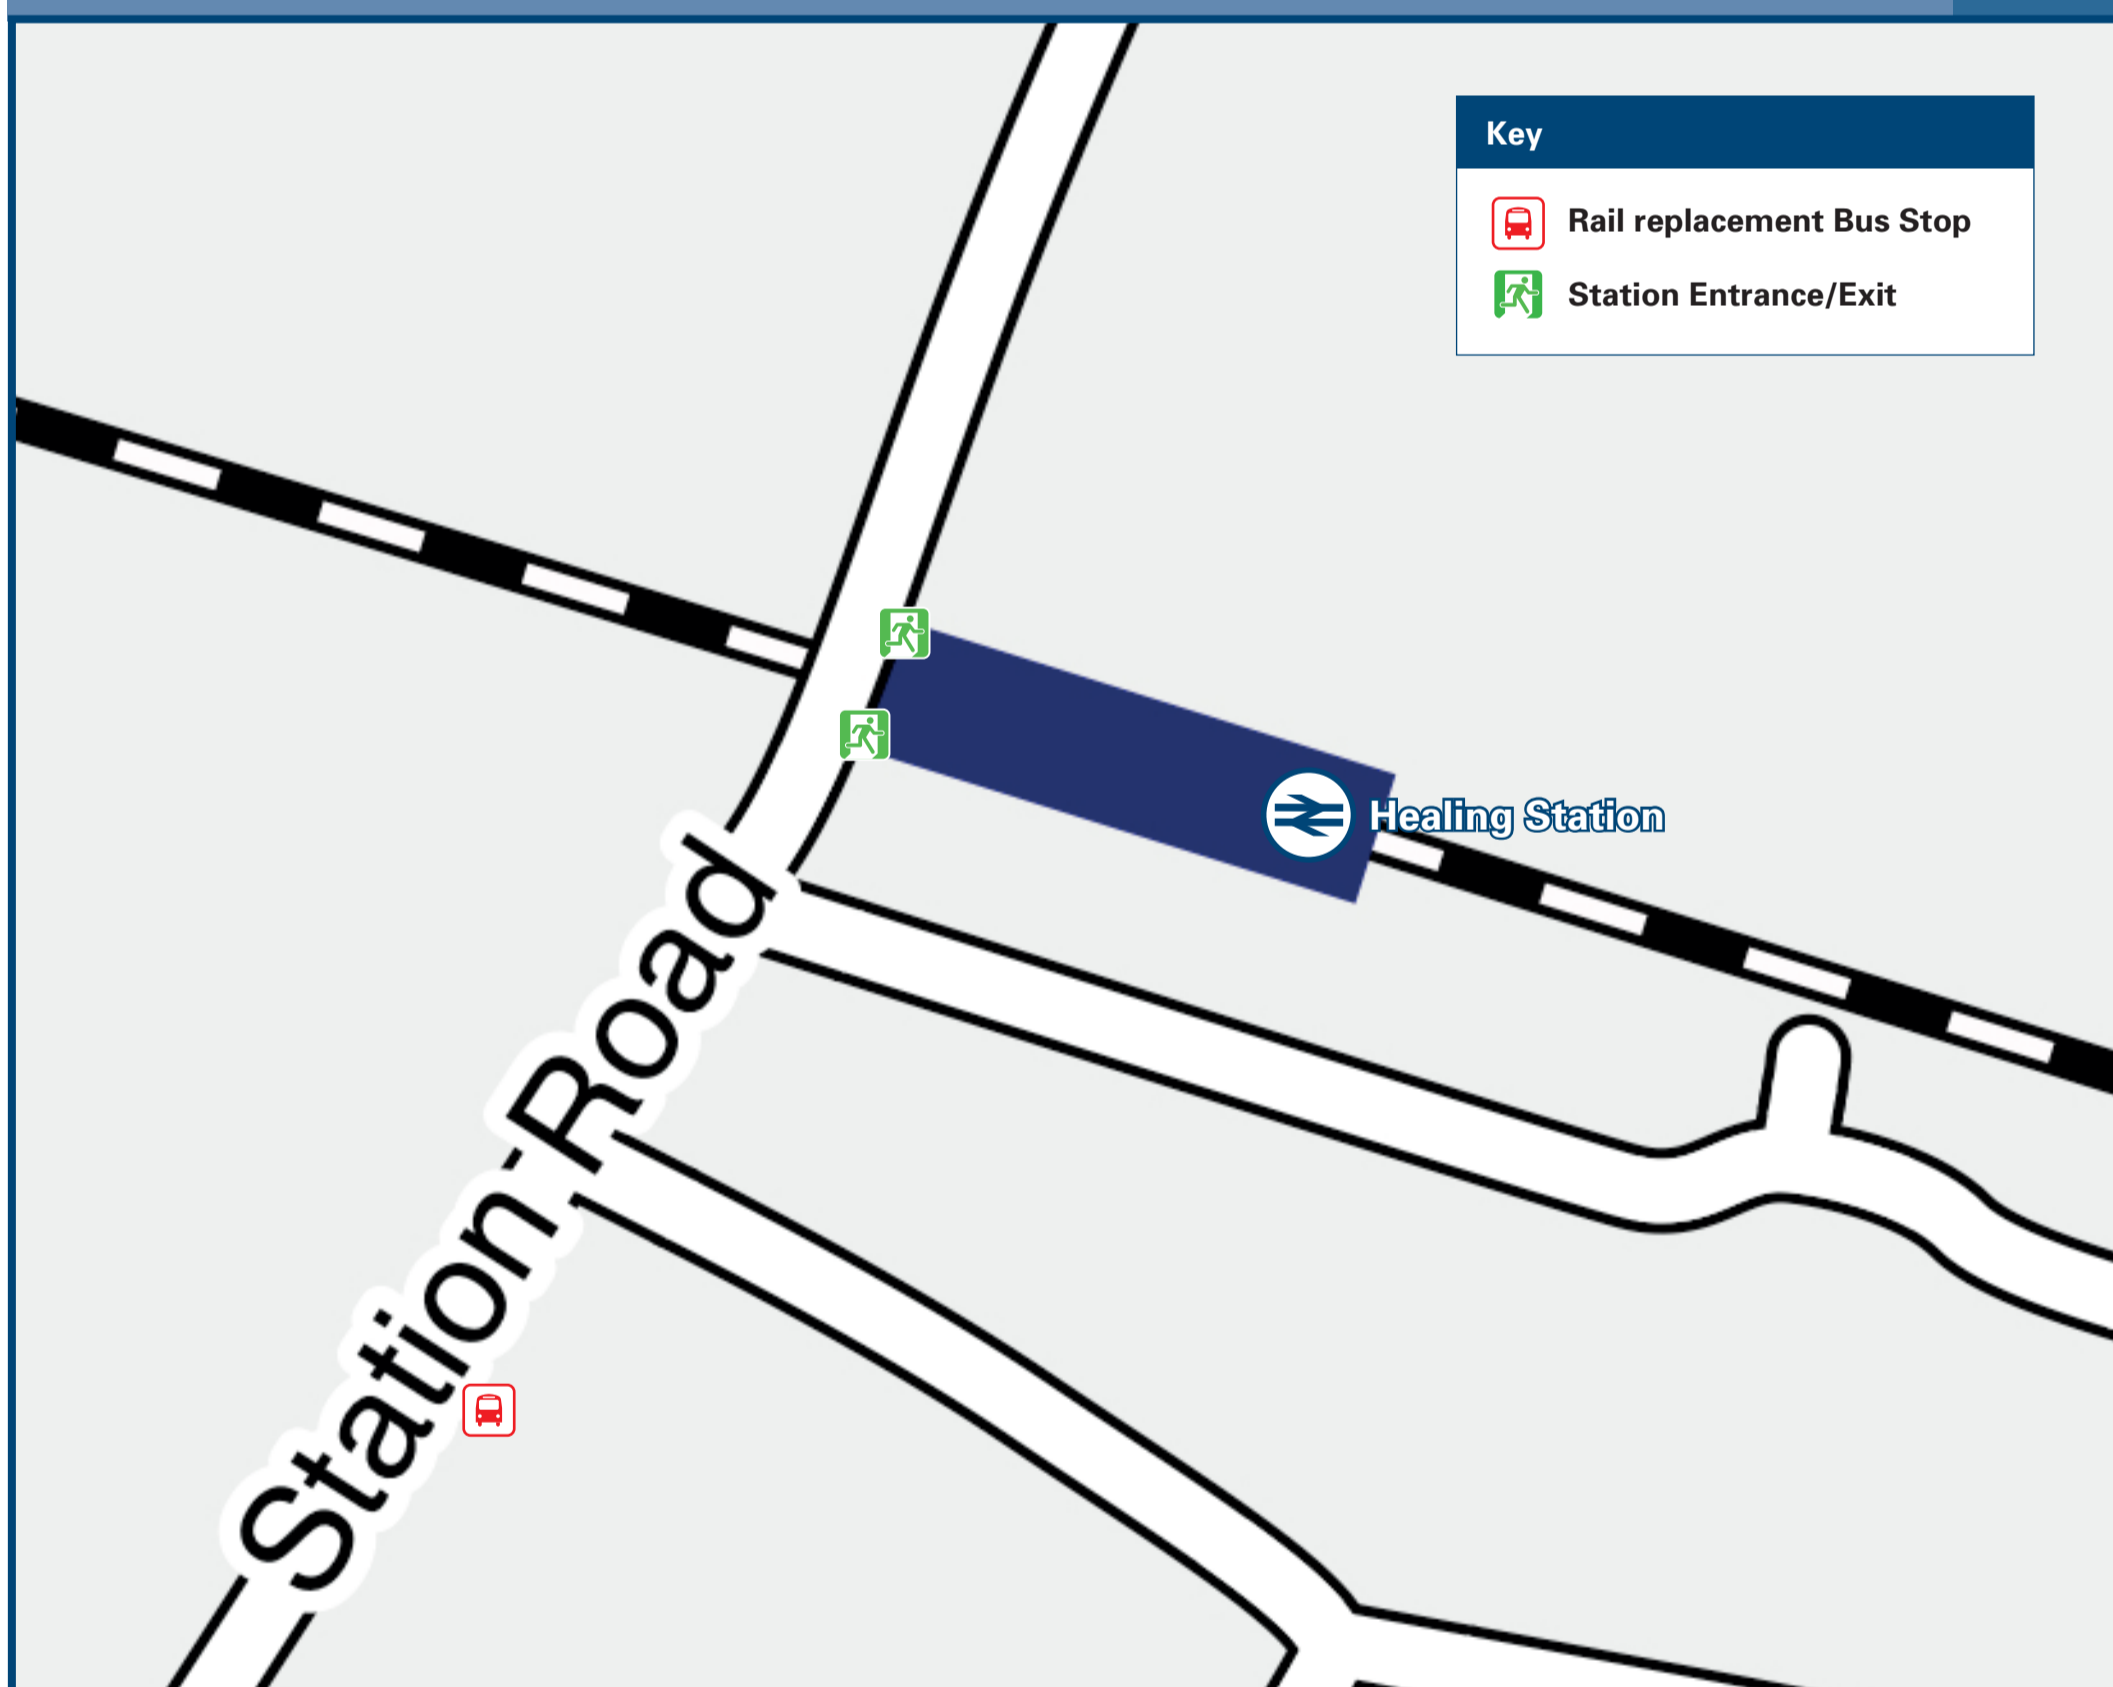 Key
Rail replacement Bus Stop
Station Entrance/Exit
Healing Station
Station Road